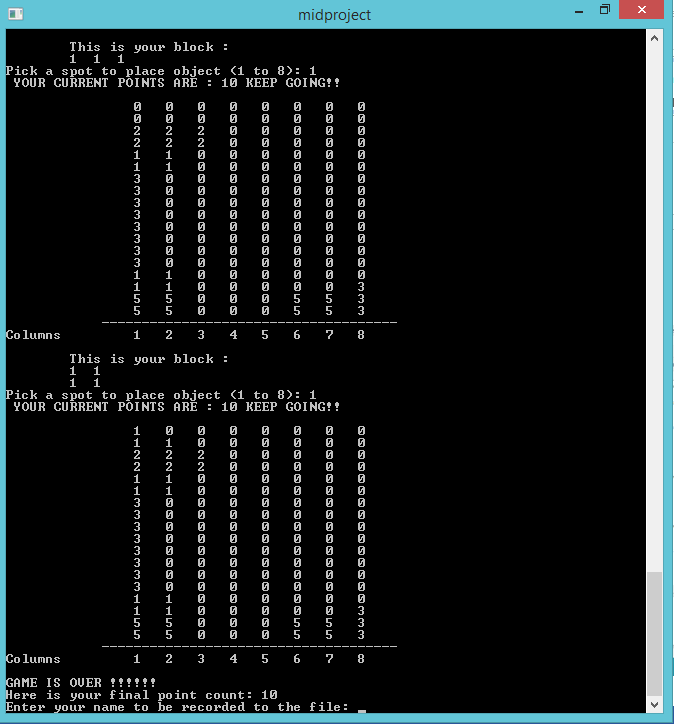 midproject
This is your block :
1 1 1
Pick a spot to place object (1 to 8): 1
YOUR CURRENT POINTS ARE : 10 KEEP GOING!!
0 0 0 0 0 0 0 0
0 0 0 0 0 0 0 0
2 2 2 0 0 0 0 0
2 2 2 0 0 0 0 0
1 1 0 0 0 0 0 0
1 1 0 0 0 0 0 0
3 0 0 0 0 0 0 0
3 0 0 0 0 0 0 0
3 0 0 0 0 0 0 0
3 0 0 0 0 0 0 0
3 0 0 0 0 0 0 0
3 0 0 0 0 0 0 0
3 0 0 0 0 0 0 0
3 0 0 0 0 0 0 0
1 1 0 0 0 0 0 0
1 1 0 0 0 0 0 3
5 5 0 0 0 5 5 3
5 5 0 0 0 5 5 3
-------------------------------------
Columns 1 2 3 4 5 6 7 8
This is your block :
1 1
1 1
Pick a spot to place object (1 to 8): 1
YOUR CURRENT POINTS ARE : 10 KEEP GOING!!
1 0 0 0 0 0 0 0
1 1 0 0 0 0 0 0
2 2 2 0 0 0 0 0
2 2 2 0 0 0 0 0
1 1 0 0 0 0 0 0
1 1 0 0 0 0 0 0
3 0 0 0 0 0 0 0
3 0 0 0 0 0 0 0
3 0 0 0 0 0 0 0
3 0 0 0 0 0 0 0
3 0 0 0 0 0 0 0
3 0 0 0 0 0 0 0
3 0 0 0 0 0 0 0
3 0 0 0 0 0 0 0
1 1 0 0 0 0 0 0
1 1 0 0 0 0 0 3
5 5 0 0 0 5 5 3
5 5 0 0 0 5 5 3
-------------------------------------
Columns 1 2 3 4 5 6 7 8
GAME IS OVER !!!!!!
Here is your final point count: 10
Enter your name to be recorded to the file: _